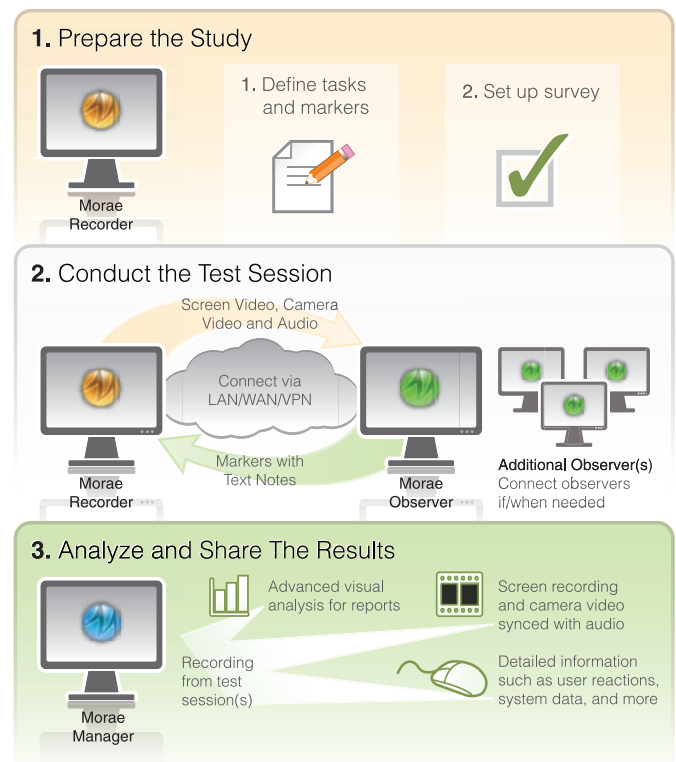 1. Prepare the Study
Morae
Recorder
1. Define tasks
and markers
2. Set up survey
2. Conduct the Test Session
Screen Video, Camera
Video and Audio
Connect via
LAN/WAN/VPN
Markers with
Text Notes
Morae
Recorder
Morae
Observer
Additional Observer(s)
Connect observers
if/when needed
3. Analyze and Share The Results
Morae
Manager
Advanced visual
analysis for reports
Screen recording
and camera video
synced with audio
Recording
from test
session(s)
Detailed information
such as user reactions,
system data, and more